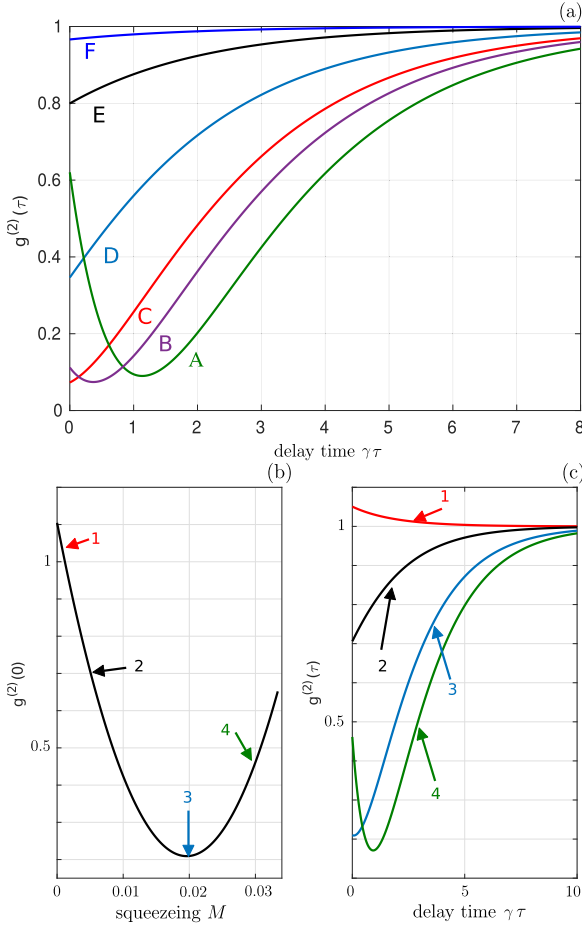 (a)
1
0.8
0.6
0.4
0.2
0
g(2)(τ)
F
E
D
C
B
A
0 1 2 3 4 5 6 7 8
delay time γτ
(b)
1
0.5
g(2)(0)
1
2
3
4
0 0.01 0.02 0.03
squeezeing M
(c)
1
0.5
g(2)(τ)
1
2
3
4
0 5 10
delay time γτ